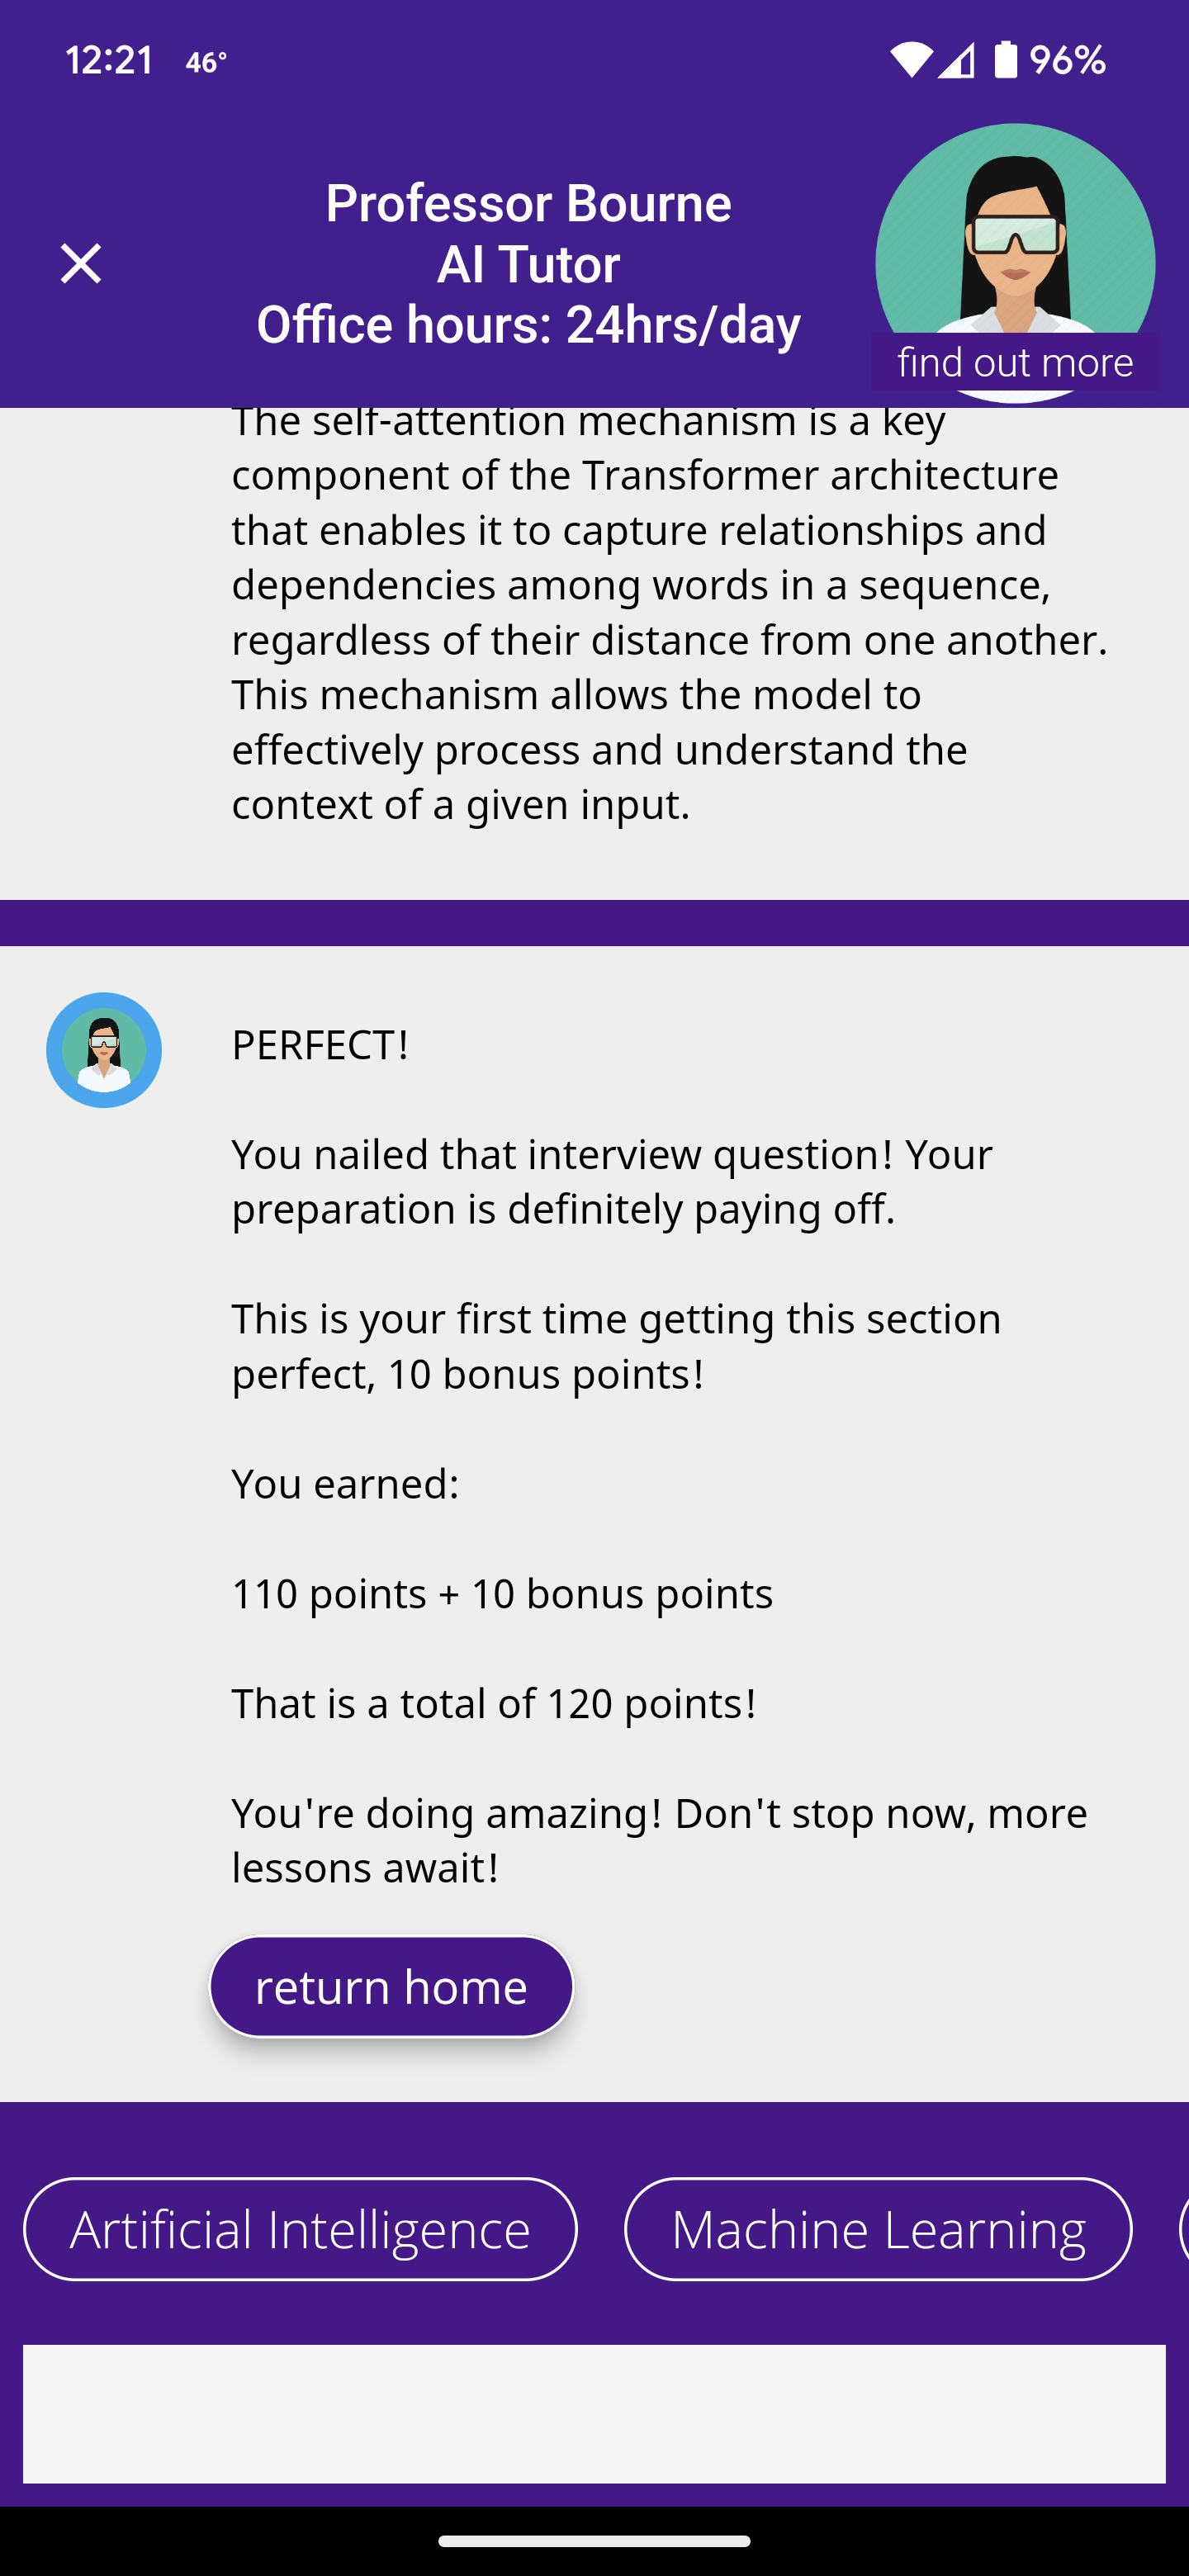 12:21 46° 96%
Professor Bourne
AI Tutor
Office hours: 24hrs/day
find out more
The self-attention mechanism is a key
component of the Transformer architecture
that enables it to capture relationships and
dependencies among words in a sequence,
regardless of their distance from one another.
This mechanism allows the model to
effectively process and understand the
context of a given input.
PERFECT!
You nailed that interview question! Your
preparation is definitely paying off.
This is your first time getting this section
perfect, 10 bonus points!
You earned:
110 points + 10 bonus points
That is a total of 120 points!
You're doing amazing! Don't stop now, more
lessons await!
return home
Artificial Intelligence
Machine Learning